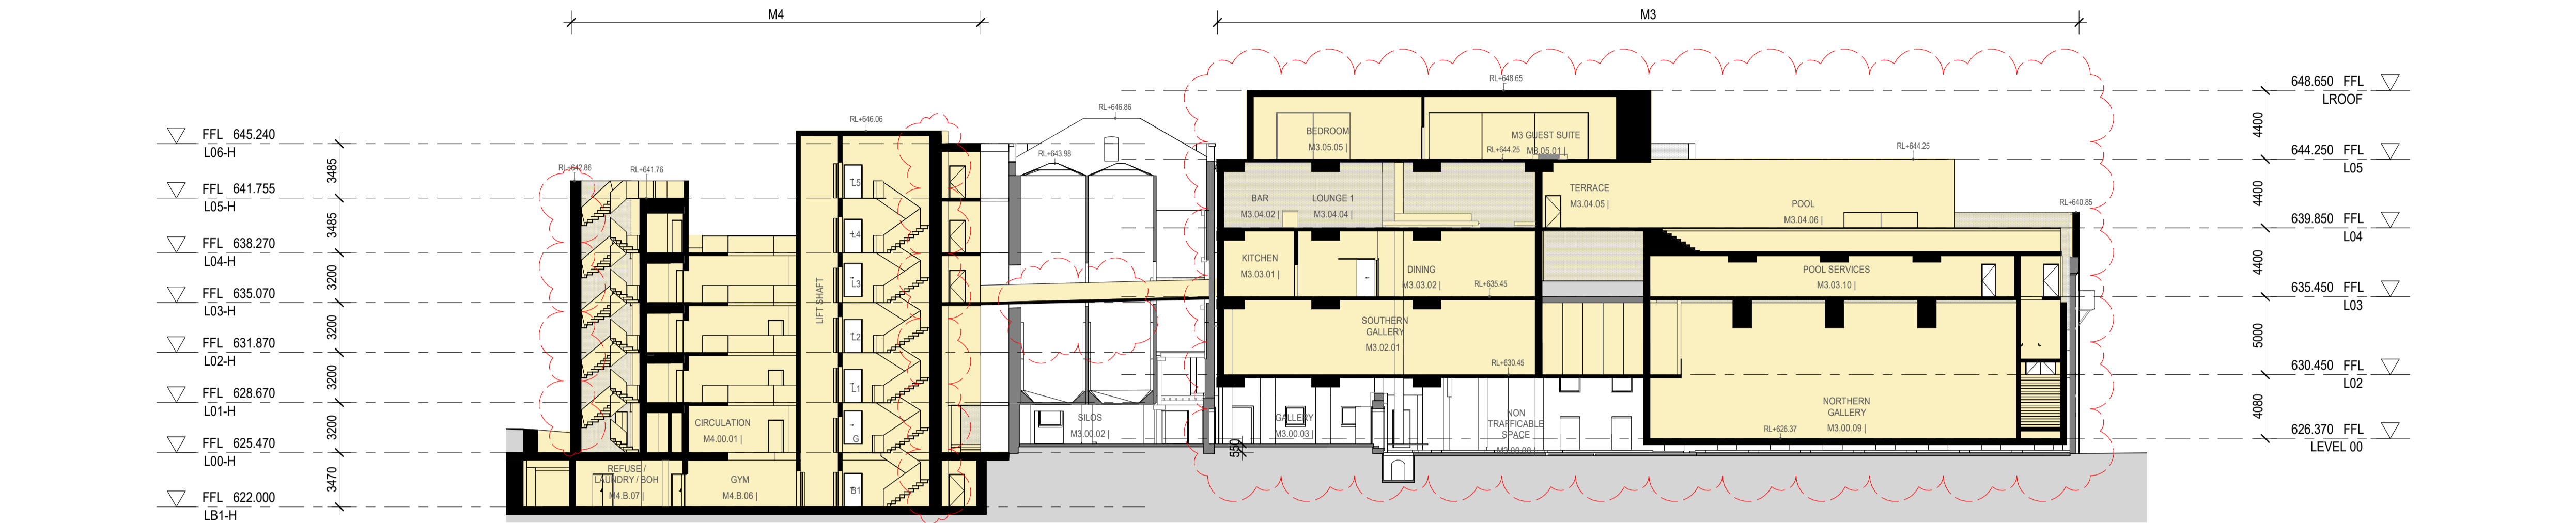 M4
M3
FFL 645.240
L06-H
FFL 641.755
L05-H
FFL 638.270
L04-H
FFL 635.070
L03-H
FFL 631.870
L02-H
FFL 628.670
L01-H
FFL 625.470
L00-H
FFL 622.000
LB1-H
3485
3485
3200
3200
3200
3200
3470
RL+642.86
RL+641.76
RL+646.06
RL+643.98
RL+646.86
LIFT SHAFT
L5
L4
L3
L2
L1
G
B1
CIRCULATION
M4.00.01 |
REFUSE /
LAUNDRY / BOH
M4.B.07 |
GYM
M4.B.06 |
SILOS
M3.00.02 |
RL+648.65
BEDROOM
M3.05.05 |
M3 GUEST SUITE
RL+644.25
M3.05.01 |
RL+644.25
BAR
M3.04.02 |
LOUNGE 1
M3.04.04 |
TERRACE
M3.04.05 |
POOL
M3.04.06 |
RL+640.85
KITCHEN
M3.03.01 |
DINING
M3.03.02 |
RL+635.45
POOL SERVICES
M3.03.10 |
SOUTHERN
GALLERY
M3.02.01 |
RL+630.45
GALLERY
M3.00.03 |
NON
TRAFFICABLE
SPACE
M3.00.00 |
NORTHERN
GALLERY
M3.00.09 |
RL+626.37
550
4400
4400
4400
5000
4080
648.650 FFL
LROOF
644.250 FFL
L05
639.850 FFL
L04
635.450 FFL
L03
630.450 FFL
L02
626.370 FFL
LEVEL 00